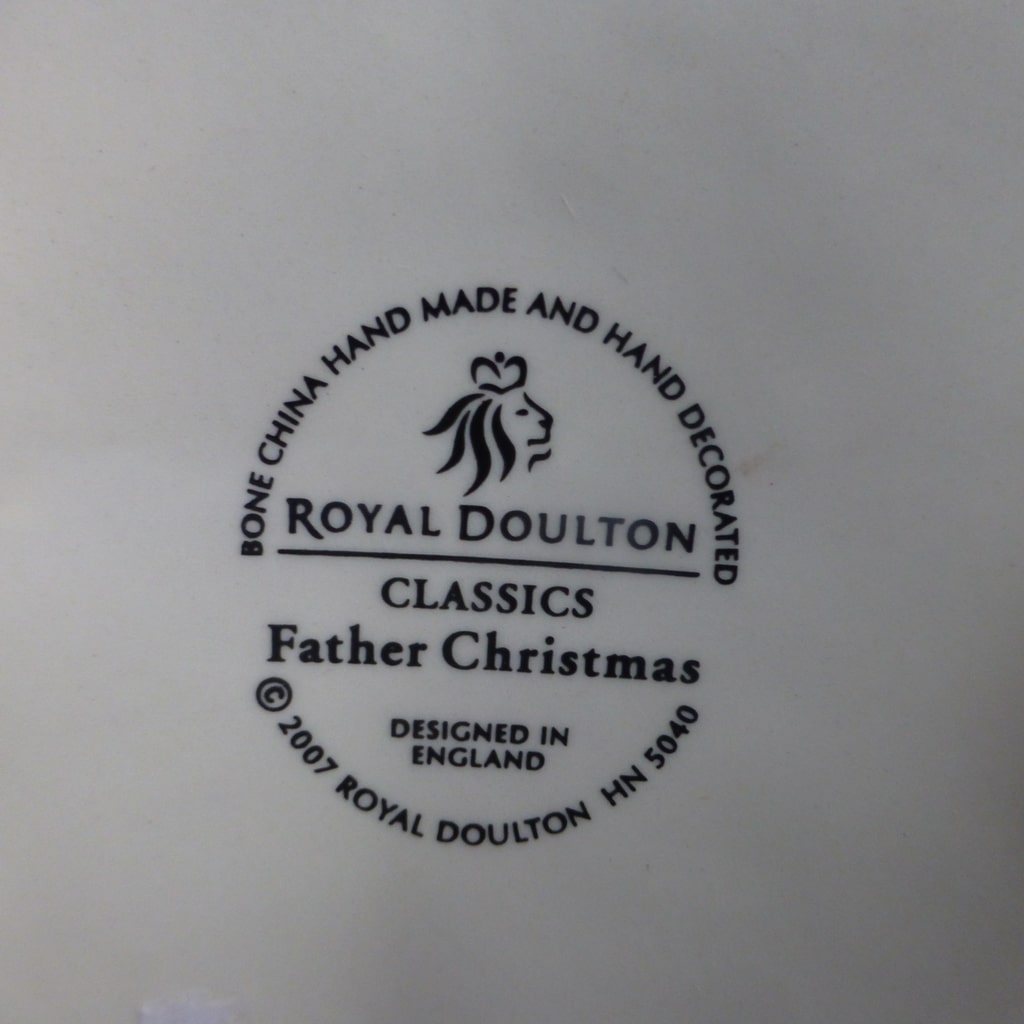 BONE CHINA HAND MADE AND HAND DECORATED
ROYAL DOULTON
CLASSICS
Father Christmas
DESIGNED IN
ENGLAND
© 2007 ROYAL DOULTON HN 5040